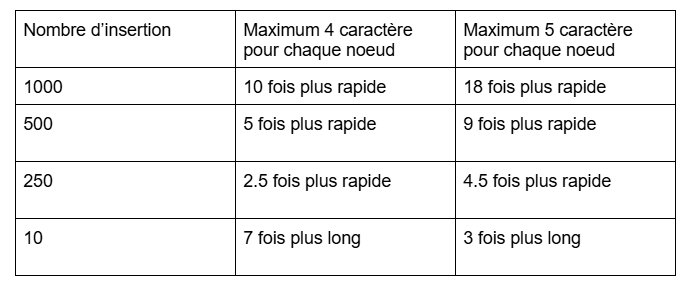 Nombre d’insertion
Maximum 4 caractère
pour chaque noeud
Maximum 5 caractère
pour chaque noeud
1000
10 fois plus rapide
18 fois plus rapide
500
5 fois plus rapide
9 fois plus rapide
250
2.5 fois plus rapide
4.5 fois plus rapide
10
7 fois plus long
3 fois plus long